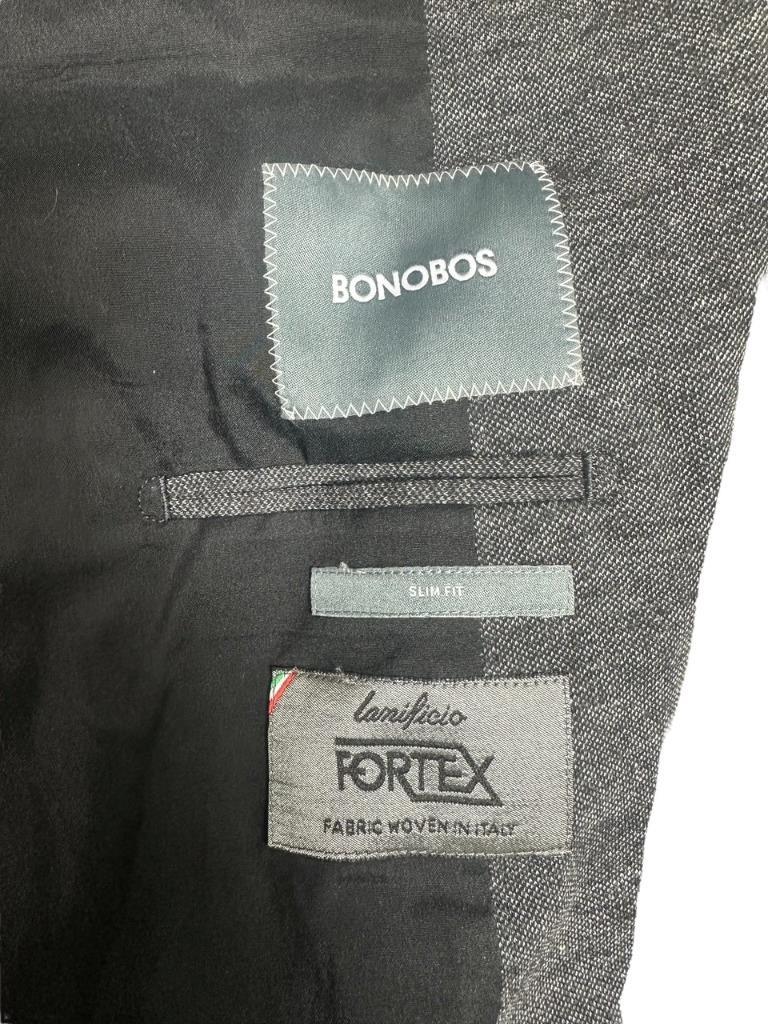 BONOBOS
SLIM FIT
lanificio
FORTEX
FABRIC WOVEN IN ITALY